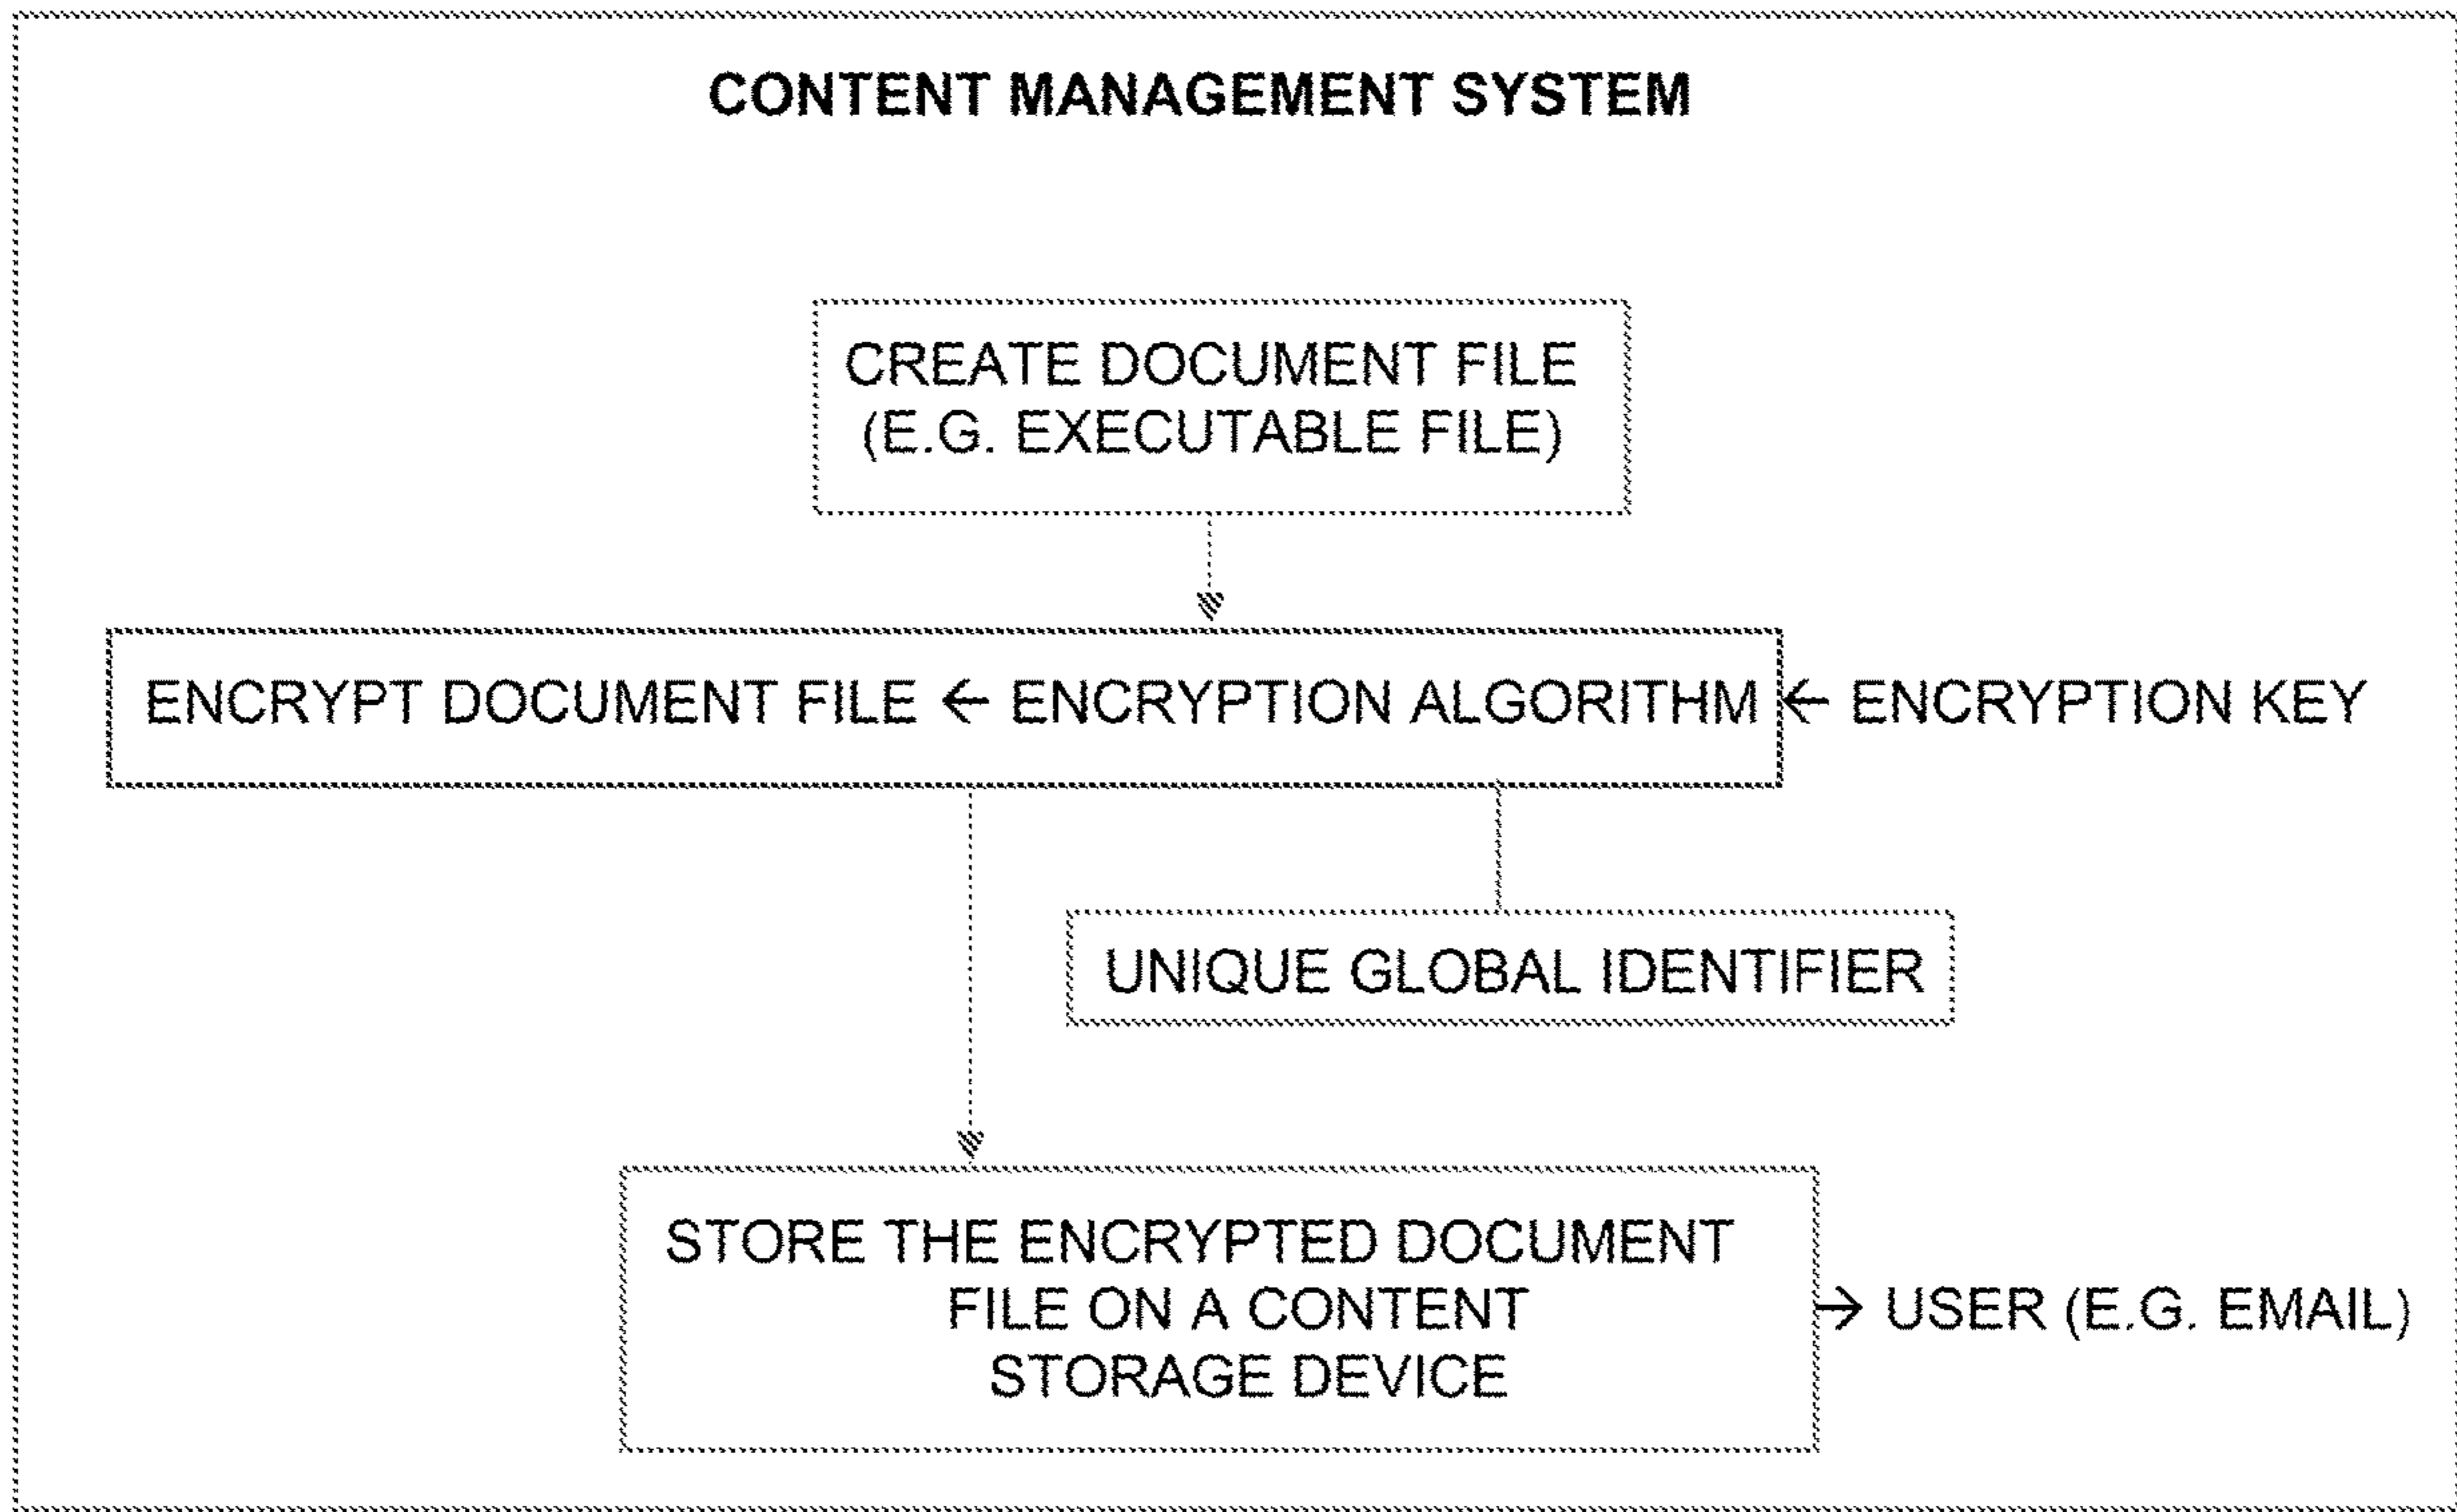 CONTENT MANAGEMENT SYSTEM
CREATE DOCUMENT FILE
(E.G. EXECUTABLE FILE)
ENCRYPT DOCUMENT FILE ← ENCRYPTION ALGORITHM ← ENCRYPTION KEY
UNIQUE GLOBAL IDENTIFIER
STORE THE ENCRYPTED DOCUMENT
FILE ON A CONTENT
STORAGE DEVICE
→ USER (E.G. EMAIL)